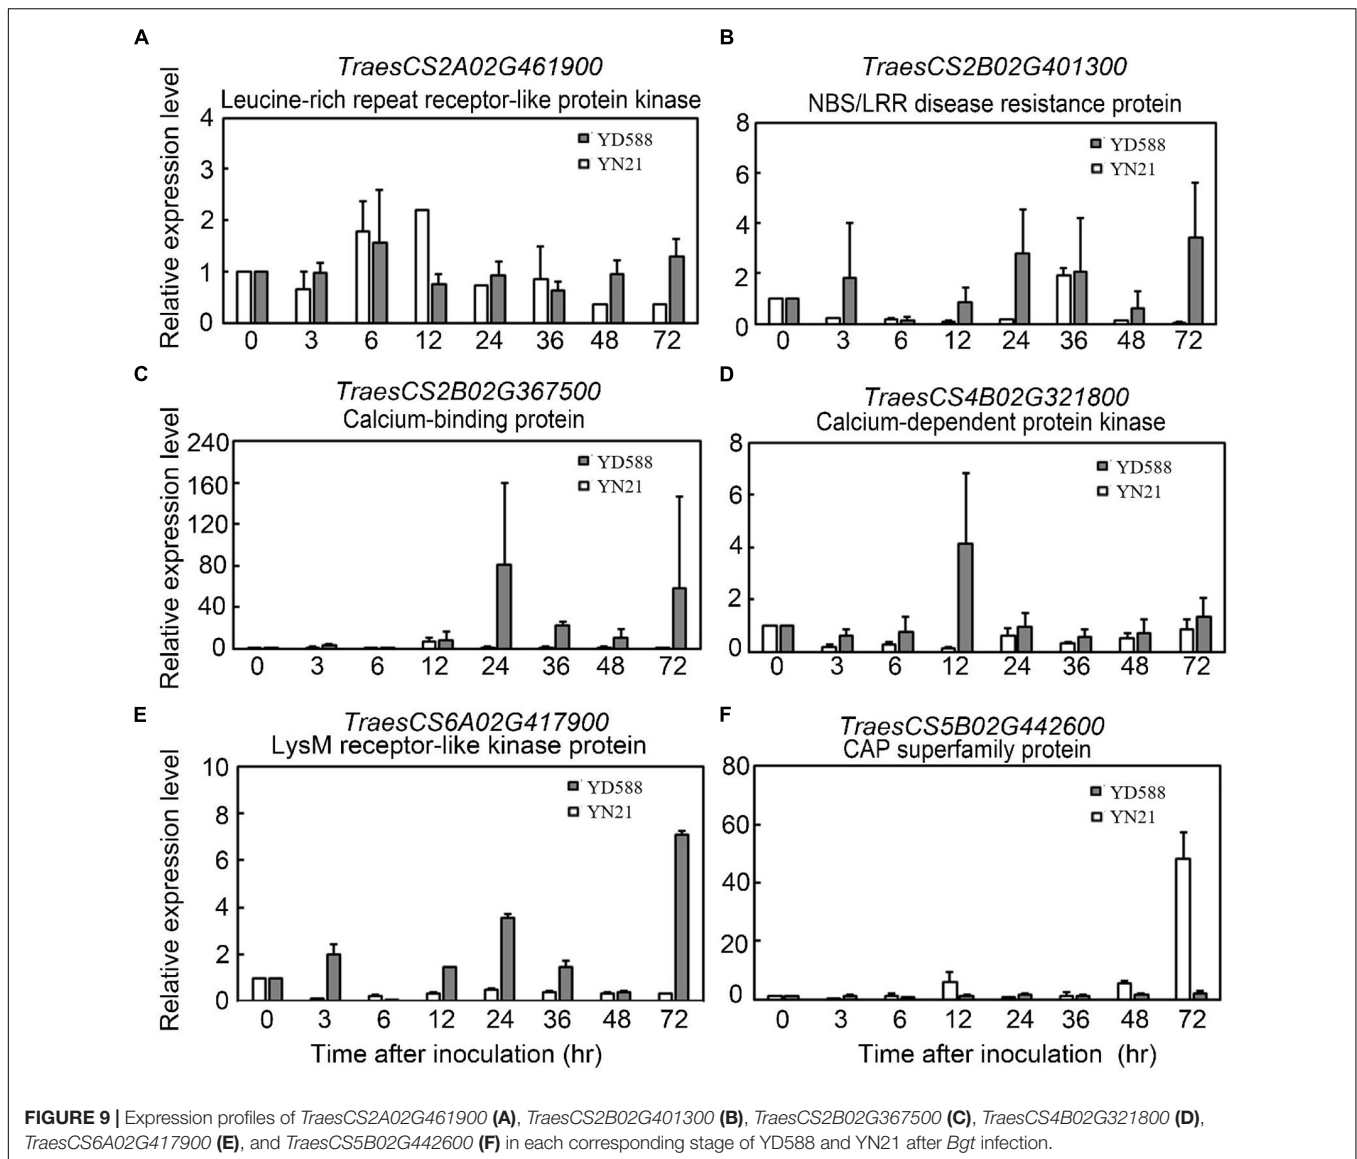 A
TraesCS2A02G461900
Leucine-rich repeat receptor-like protein kinase
Relative expression level
4
3
2
1
0
YD588
YN21
0 3 6 12 24 36 48 72
B
TraesCS2B02G401300
NBS/LRR disease resistance protein
8
6
4
2
0
YD588
YN21
0 3 6 12 24 36 48 72
C
TraesCS2B02G367500
Calcium-binding protein
Relative expression level
240
160
120
80
40
0
YD588
YN21
0 3 6 12 24 36 48 72
D
TraesCS4B02G321800
Calcium-dependent protein kinase
8
6
4
2
0
YD588
YN21
0 3 6 12 24 36 48 72
E
TraesCS6A02G417900
LysM receptor-like kinase protein
Relative expression level
10
8
6
4
2
0
YD588
YN21
0 3 6 12 24 36 48 72
Time after inoculation (hr)
F
TraesCS5B02G442600
CAP superfamily protein
80
60
40
20
0
YD588
YN21
0 3 6 12 24 36 48 72
Time after inoculation (hr)
FIGURE 9 | Expression profiles of TraesCS2A02G461900 (A), TraesCS2B02G401300 (B), TraesCS2B02G367500 (C), TraesCS4B02G321800 (D),
TraesCS6A02G417900 (E), and TraesCS5B02G442600 (F) in each corresponding stage of YD588 and YN21 after Bgt infection.